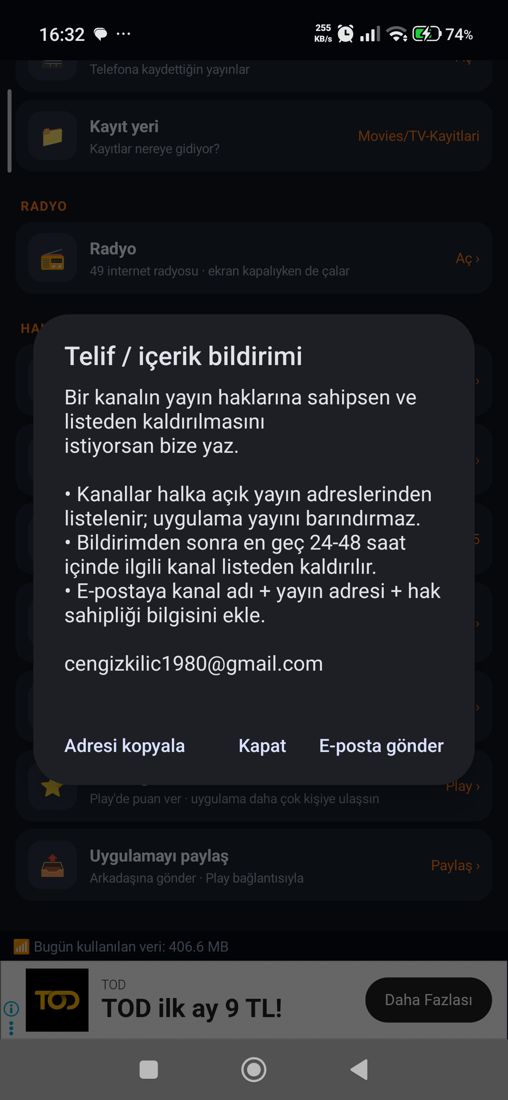 16:32
255
KB/s
74%
Telefona kaydettiğin yayınlar
Kayıt yeri
Kayıtlar nereye gidiyor?
Movies/TV-Kayitlari
RADYO
Radyo
49 internet radyosu · ekran kapalıyken de çalar
Aç ›
Telif / içerik bildirimi
Bir kanalın yayın haklarına sahipsen ve
listeden kaldırılmasını
istiyorsan bize yaz.
• Kanallar halka açık yayın adreslerinden
listelenir; uygulama yayını barındırmaz.
• Bildirimden sonra en geç 24-48 saat
içinde ilgili kanal listeden kaldırılır.
• E-postaya kanal adı + yayın adresi + hak
sahipliği bilgisini ekle.
cengizkilic1980@gmail.com
Adresi kopyala
Kapat
E-posta gönder
Play'de puan ver · uygulama daha çok kişiye ulaşsın
Play ›
Uygulamayı paylaş
Arkadaşına gönder · Play bağlantısıyla
Paylaş ›
Bugün kullanılan veri: 406.6 MB
TOD
TOD
TOD ilk ay 9 TL!
Daha Fazlası